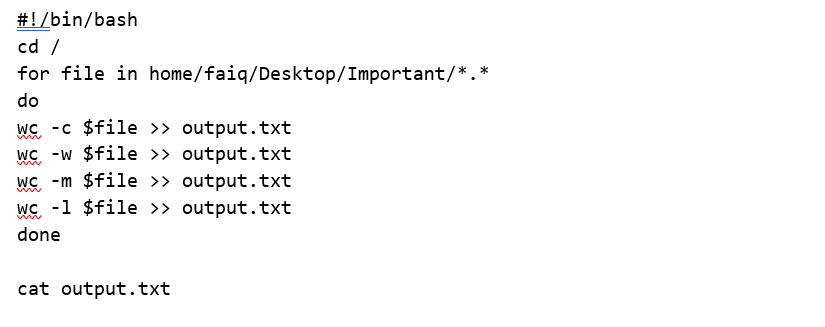 #!/bin/bash
cd /
for file in home/faiq/Desktop/Important/*.*
do
wc -c $file >> output.txt
wc -w $file >> output.txt
wc -m $file >> output.txt
wc -l $file >> output.txt
done
cat output.txt